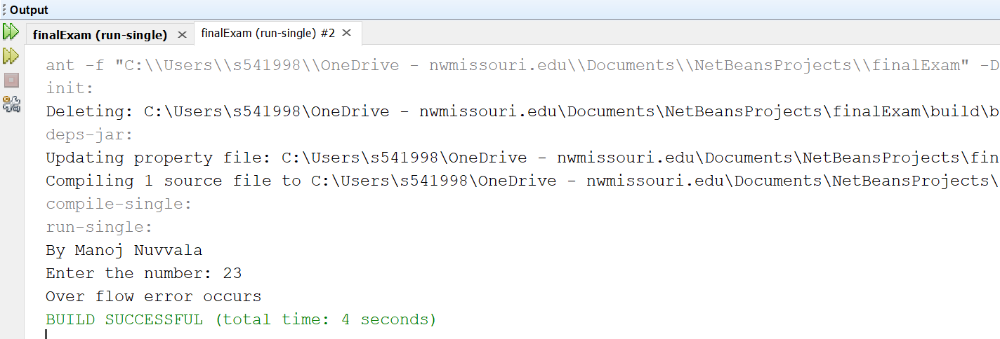 Output
finalExam (run-single) × finalExam (run-single) #2 ×
ant -f "C:\\Users\\s541998\\OneDrive - nwmissouri.edu\\Documents\\NetBeansProjects\\finalExam" -D
init:
Deleting: C:\Users\s541998\OneDrive - nwmissouri.edu\Documents\NetBeansProjects\finalExam\build\b
deps-jar:
Updating property file: C:\Users\s541998\OneDrive - nwmissouri.edu\Documents\NetBeansProjects\fin
Compiling 1 source file to C:\Users\s541998\OneDrive - nwmissouri.edu\Documents\NetBeansProjects\
compile-single:
run-single:
By Manoj Nuvvala
Enter the number: 23
Over flow error occurs
BUILD SUCCESSFUL (total time: 4 seconds)